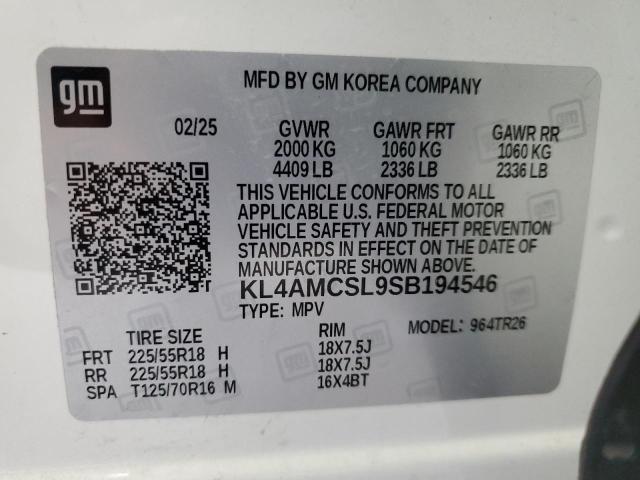 gm
MFD BY GM KOREA COMPANY
02/25 GVWR GAWR FRT GAWR RR
2000 KG 1060 KG 1060 KG
4409 LB 2336 LB 2336 LB
THIS VEHICLE CONFORMS TO ALL
APPLICABLE U.S. FEDERAL MOTOR
VEHICLE SAFETY AND THEFT PREVENTION
STANDARDS IN EFFECT ON THE DATE OF
MANUFACTURE SHOWN ABOVE.
KL4AMCSL9SB194546
TYPE: MPV MODEL: 964TR26
TIRE SIZE RIM
FRT 225/55R18 H 18X7.5J
RR 225/55R18 H 18X7.5J
SPA T125/70R16 M 16X4BT